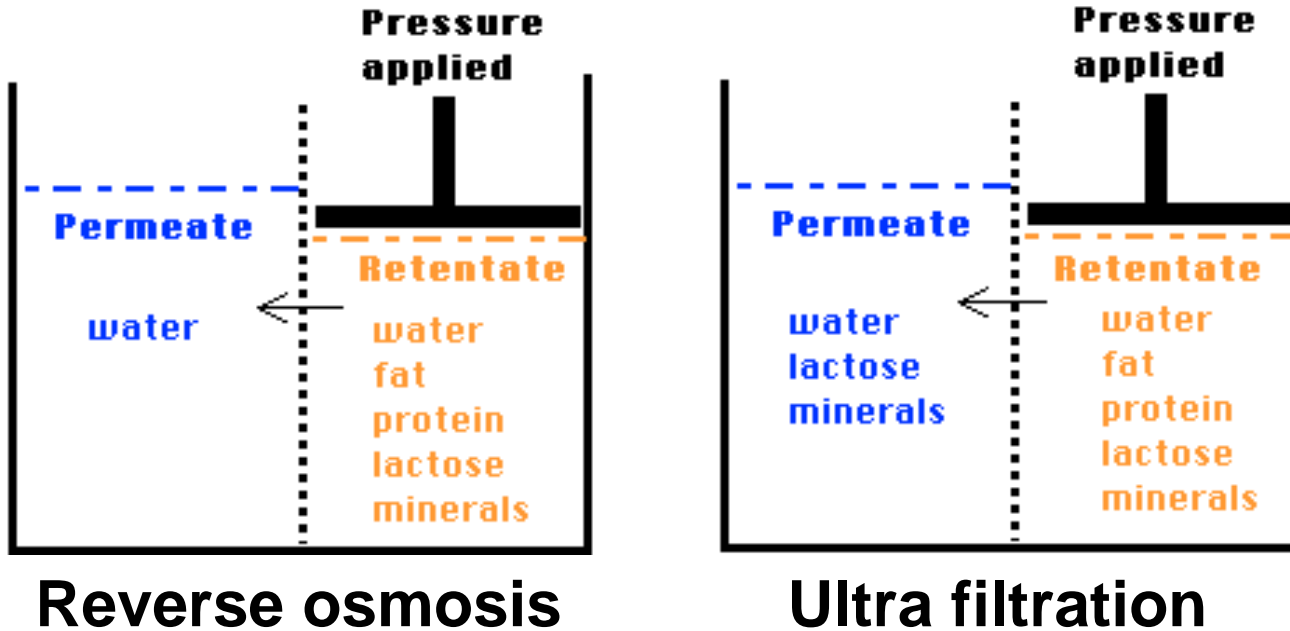 Pressure
applied
Permeate
Retentate
water
water
fat
protein
lactose
minerals
Reverse osmosis
Pressure
applied
Permeate
Retentate
water
lactose
minerals
water
fat
protein
lactose
minerals
Ultra filtration